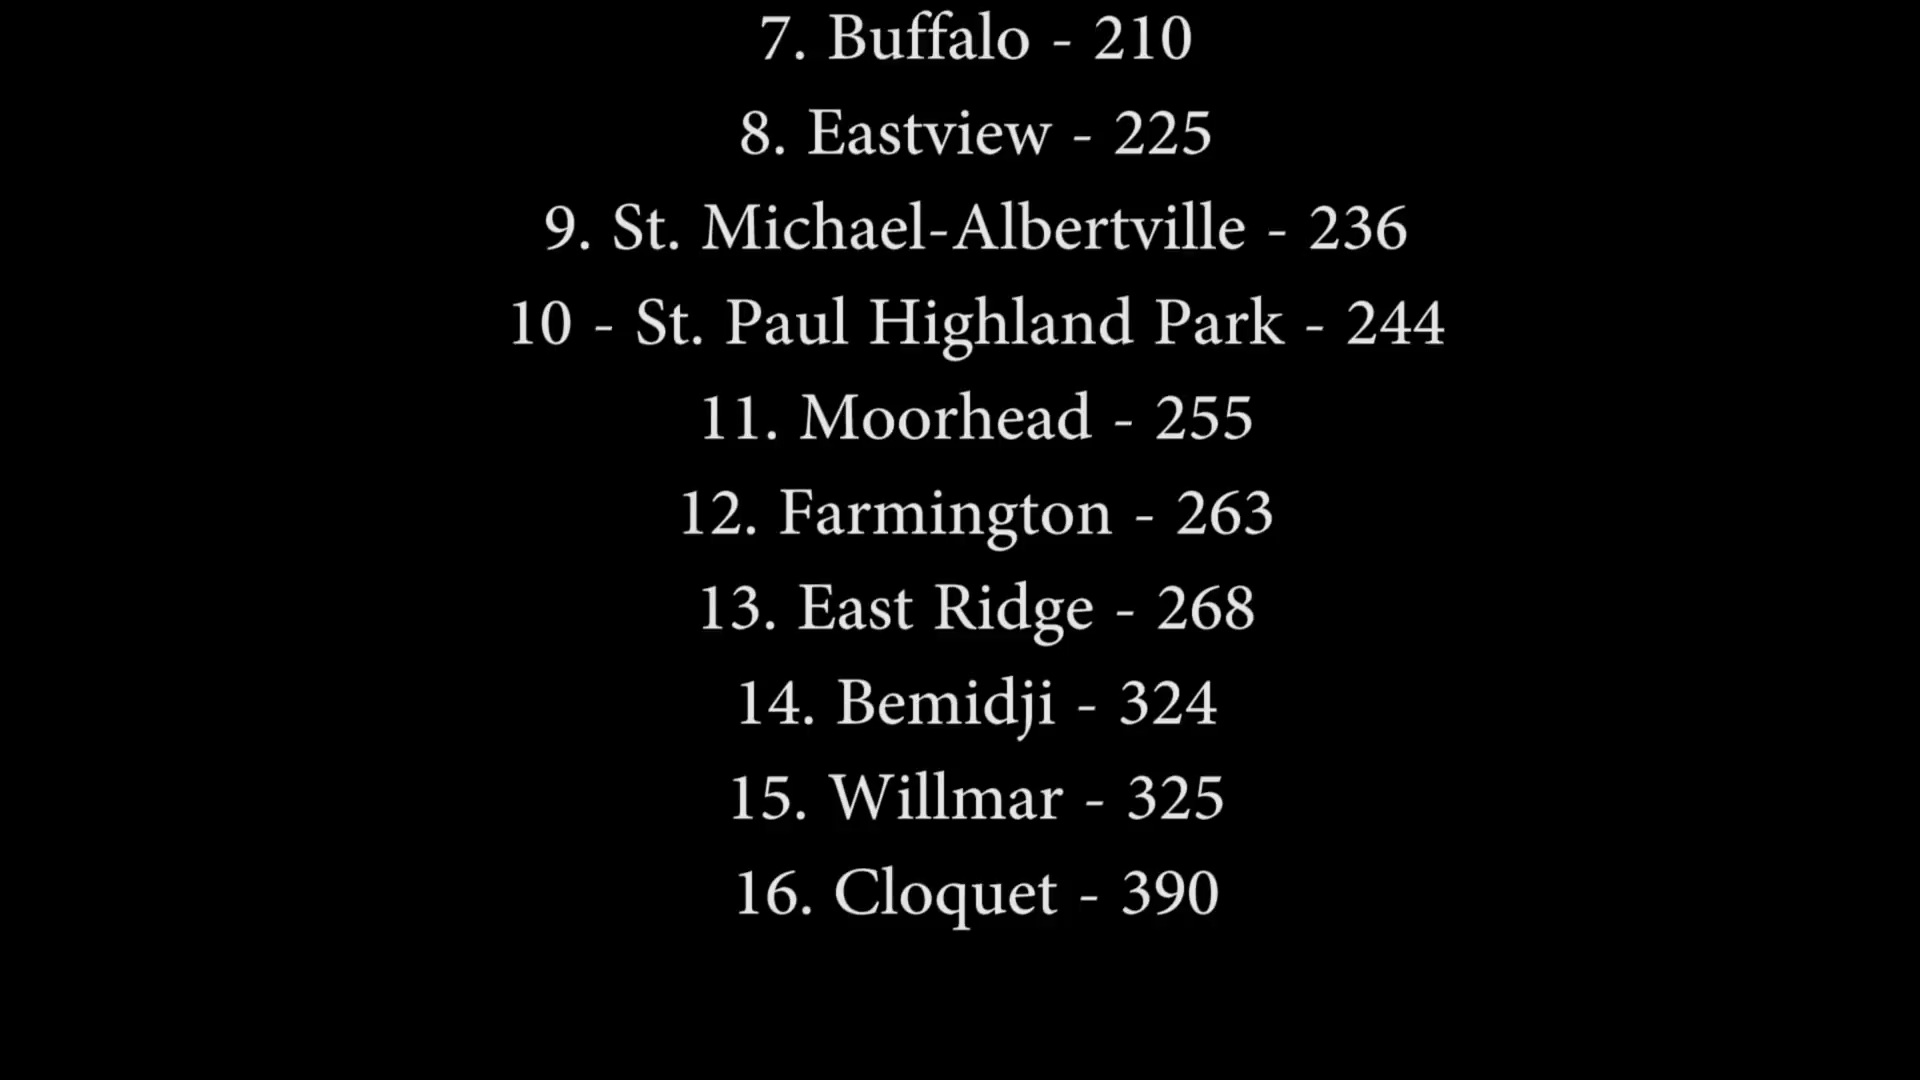 7. Buffalo - 210
8. Eastview - 225
9. St. Michael-Albertville - 236
10 - St. Paul Highland Park - 244
11. Moorhead - 255
12. Farmington - 263
13. East Ridge - 268
14. Bemidji - 324
15. Willmar - 325
16. Cloquet - 390